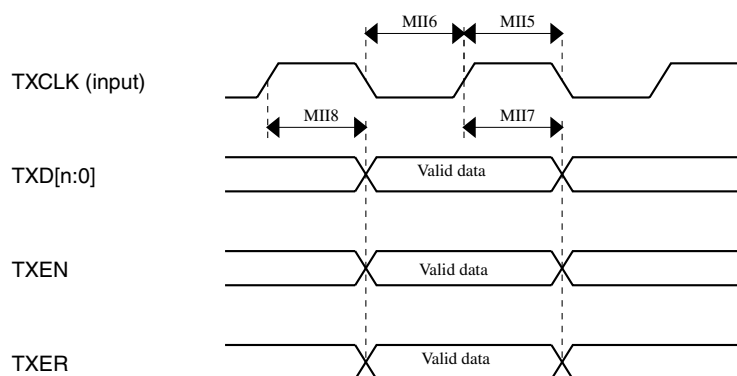 MII6 MII5
TXCLK (input)
MII8 MII7
TXD[n:0] Valid data
TXEN Valid data
TXER Valid data